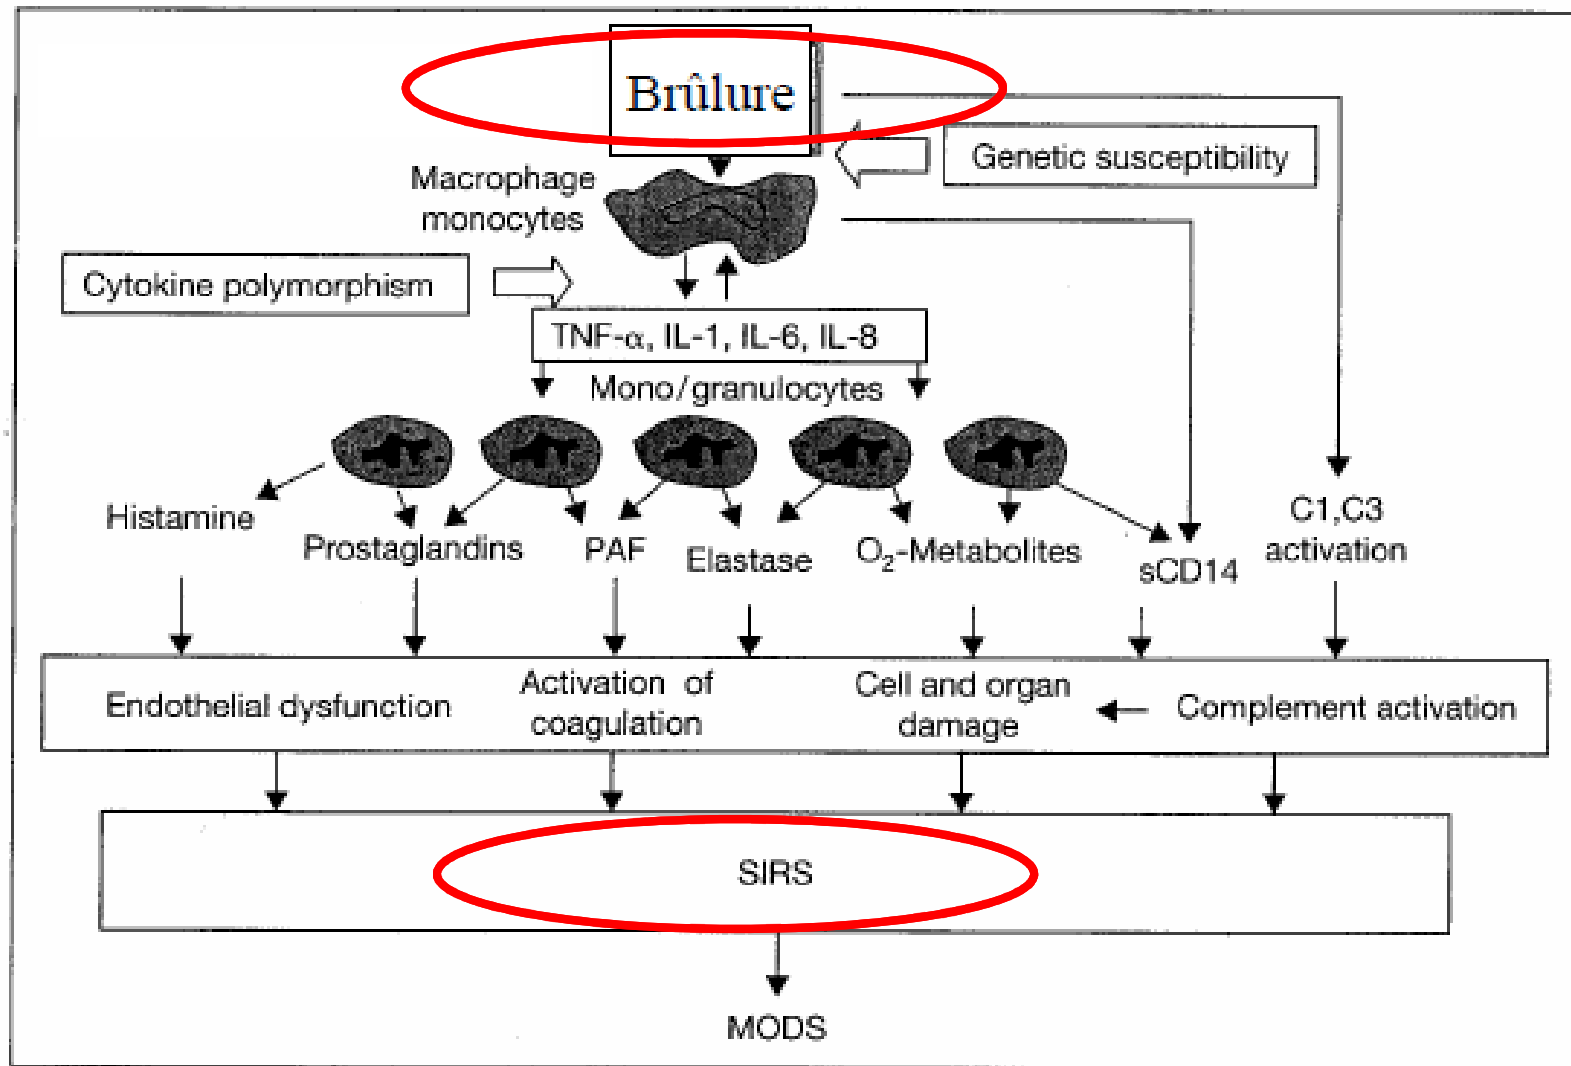 Brûlure
Genetic susceptibility
Macrophage
monocytes
Cytokine polymorphism
TNF-α, IL-1, IL-6, IL-8
Mono/granulocytes
Histamine
Prostaglandins
PAF
Elastase
O₂-Metabolites
sCD14
C1,C3
activation
Endothelial dysfunction
Activation of
coagulation
Cell and organ
damage
Complement activation
SIRS
MODS